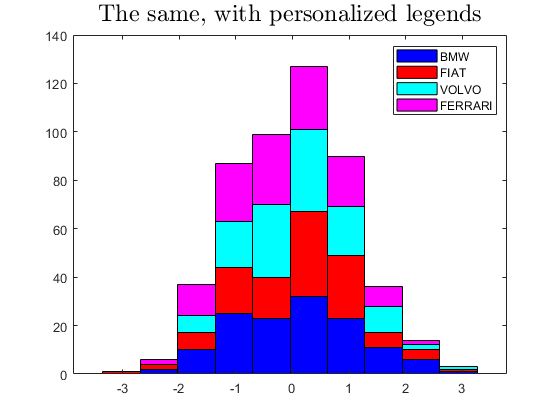 The same, with personalized legends
140
120
100
80
60
40
20
0
BMW
FIAT
VOLVO
FERRARI
-3 -2 -1 0 1 2 3